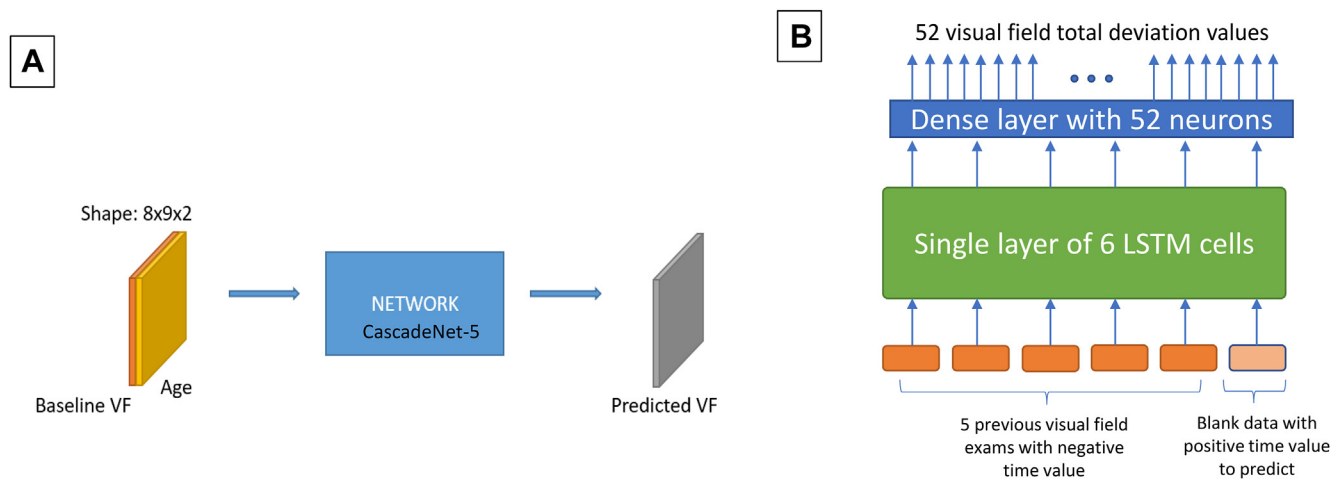 A
Shape: 8x9x2
NETWORK
CascadeNet-5
Age
Baseline VF
Predicted VF
B
52 visual field total deviation values
Dense layer with 52 neurons
Single layer of 6 LSTM cells
5 previous visual field
exams with negative
time value
Blank data with
positive time value
to predict